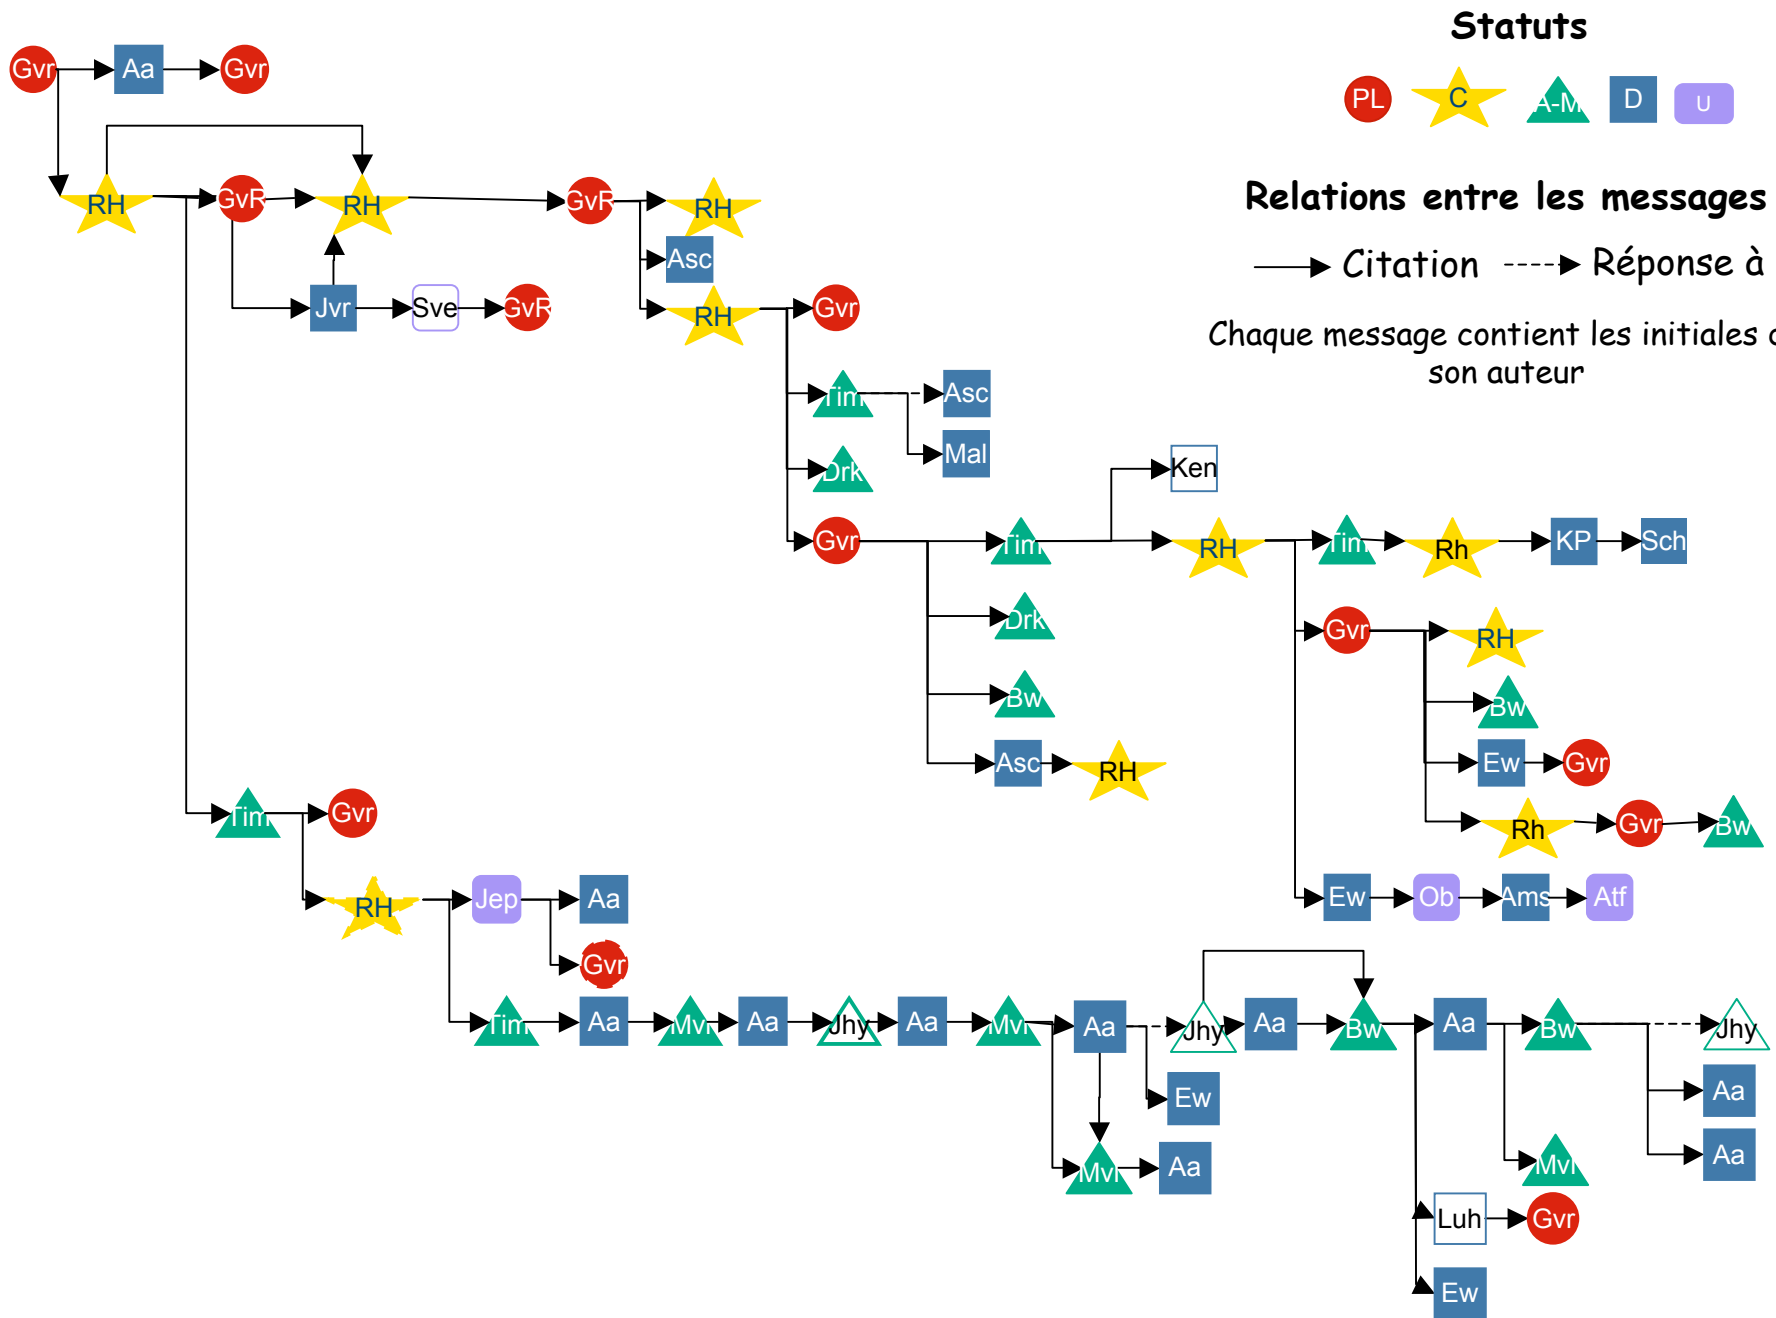 Statuts
Gvr Aa Gvr
PL C A-M D U
RH GvR RH GvR RH
Relations entre les messages
Asc
Citation Réponse à
Jvr Sve GvR RH Gvr
Chaque message contient les initiales
son auteur
Tim Asc
Mal
Drk Ken
Gvr Tim RH Tim Rh KP Sch
Drk Gvr RH
Bw Bw
Asc RH Ew Gvr
Tim Gvr Rh Gvr Bw
RH Jep Aa Ew Ob Ams Atf
Gvr
Tim Aa Mvl Aa Jhy Aa Mvl Aa Jhy Aa Bw Aa Bw Jhy
Ew Aa
Mvl Aa Mvl Aa
Luh Gvr
Ew